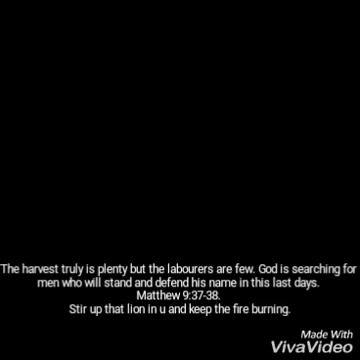 The harvest truly is plenty but the labourers are few. God is searching for
men who will stand and defend his name in this last days.
Matthew 9:37-38.
Stir up that lion in u and keep the fire burning.
Made With
VivaVideo